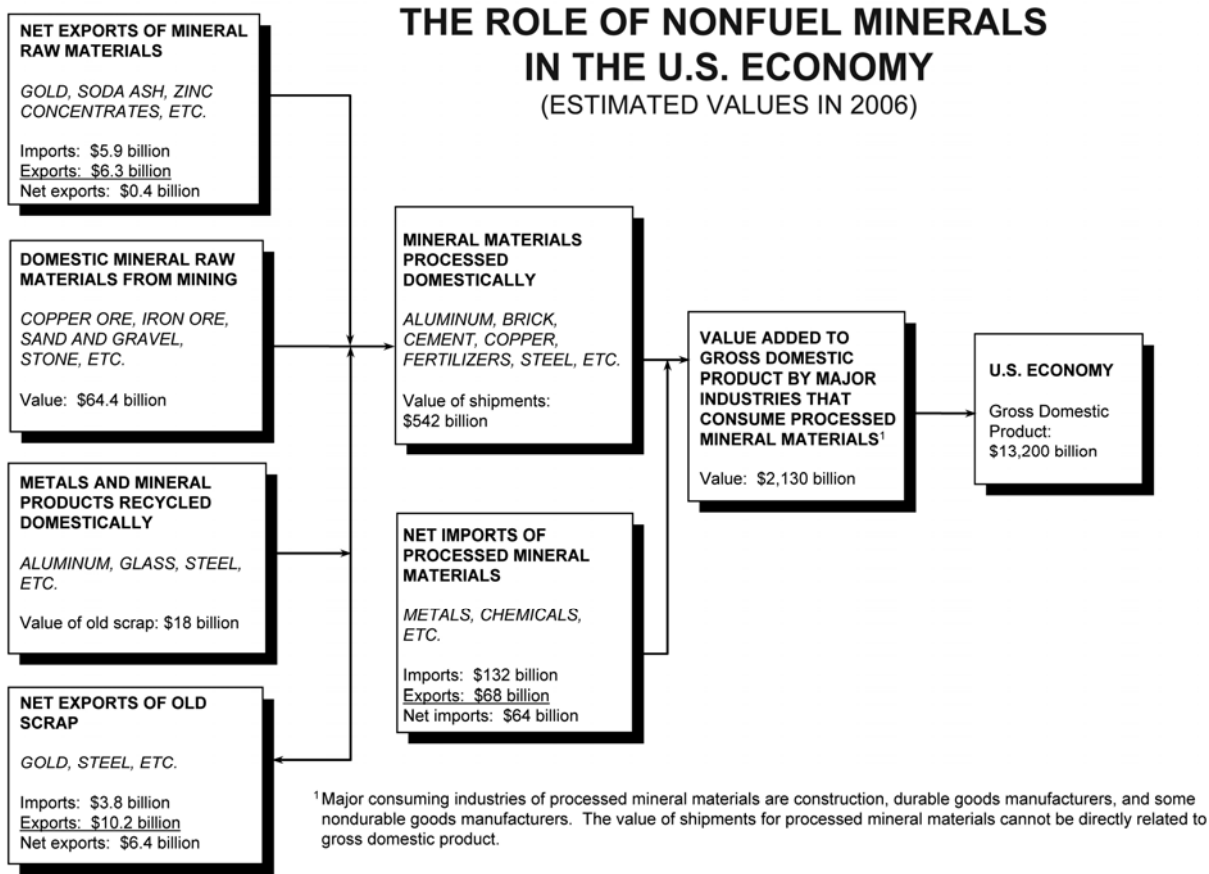 THE ROLE OF NONFUEL MINERALS
IN THE U.S. ECONOMY
(ESTIMATED VALUES IN 2006)
NET EXPORTS OF MINERAL
RAW MATERIALS
GOLD, SODA ASH, ZINC
CONCENTRATES, ETC.
Imports: $5.9 billion
Exports: $6.3 billion
Net exports: $0.4 billion
DOMESTIC MINERAL RAW
MATERIALS FROM MINING
COPPER ORE, IRON ORE,
SAND AND GRAVEL,
STONE, ETC.
Value: $64.4 billion
METALS AND MINERAL
PRODUCTS RECYCLED
DOMESTICALLY
ALUMINUM, GLASS, STEEL,
ETC.
Value of old scrap: $18 billion
NET EXPORTS OF OLD
SCRAP
GOLD, STEEL, ETC.
Imports: $3.8 billion
Exports: $10.2 billion
Net exports: $6.4 billion
MINERAL MATERIALS
PROCESSED
DOMESTICALLY
ALUMINUM, BRICK,
CEMENT, COPPER,
FERTILIZERS, STEEL, ETC.
Value of shipments:
$542 billion
NET IMPORTS OF
PROCESSED MINERAL
MATERIALS
METALS, CHEMICALS,
ETC.
Imports: $132 billion
Exports: $68 billion
Net imports: $64 billion
VALUE ADDED TO
GROSS DOMESTIC
PRODUCT BY MAJOR
INDUSTRIES THAT
CONSUME PROCESSED
MINERAL MATERIALS¹
Value: $2,130 billion
U.S. ECONOMY
Gross Domestic
Product:
$13,200 billion
¹ Major consuming industries of processed mineral materials are construction, durable goods manufacturers, and some
nondurable goods manufacturers. The value of shipments for processed mineral materials cannot be directly related to
gross domestic product.